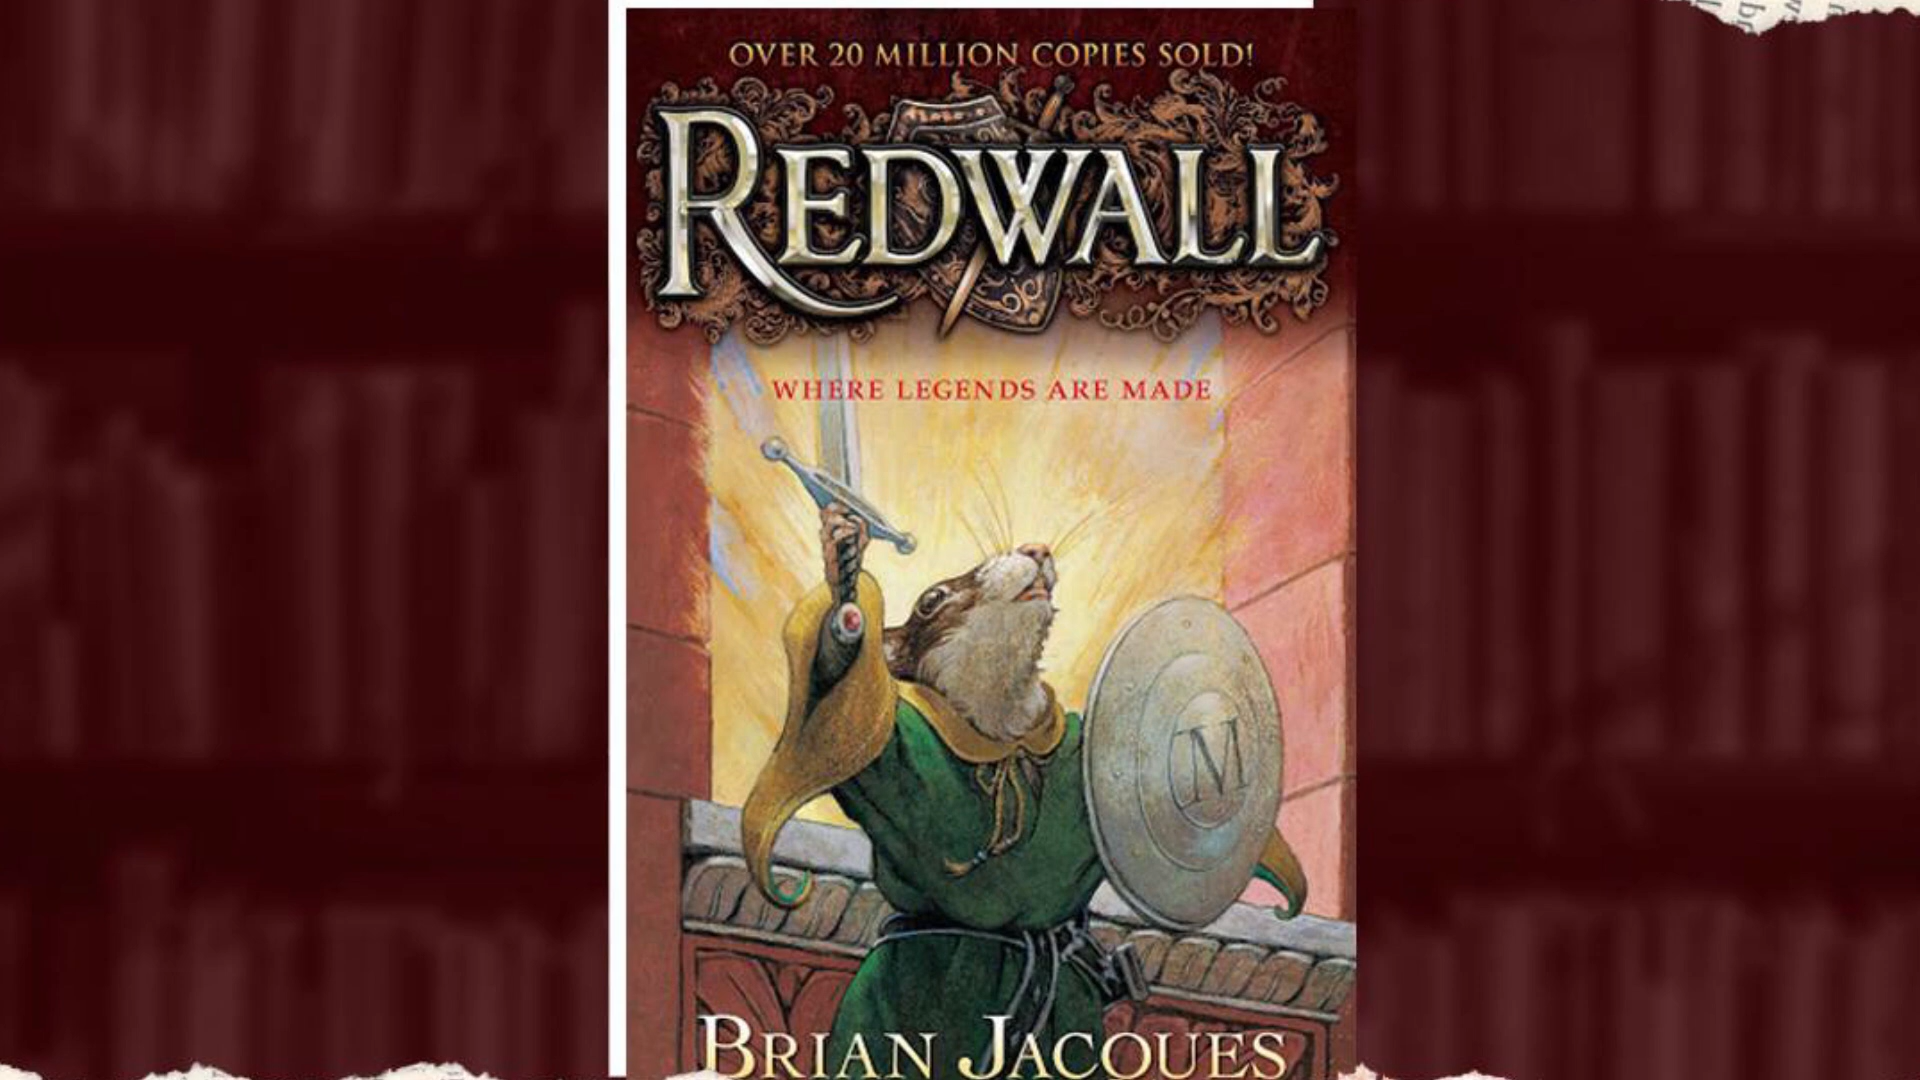 OVER 20 MILLION COPIES SOLD!
REDWALL
WHERE LEGENDS ARE MADE
M
BRIAN JACQUES